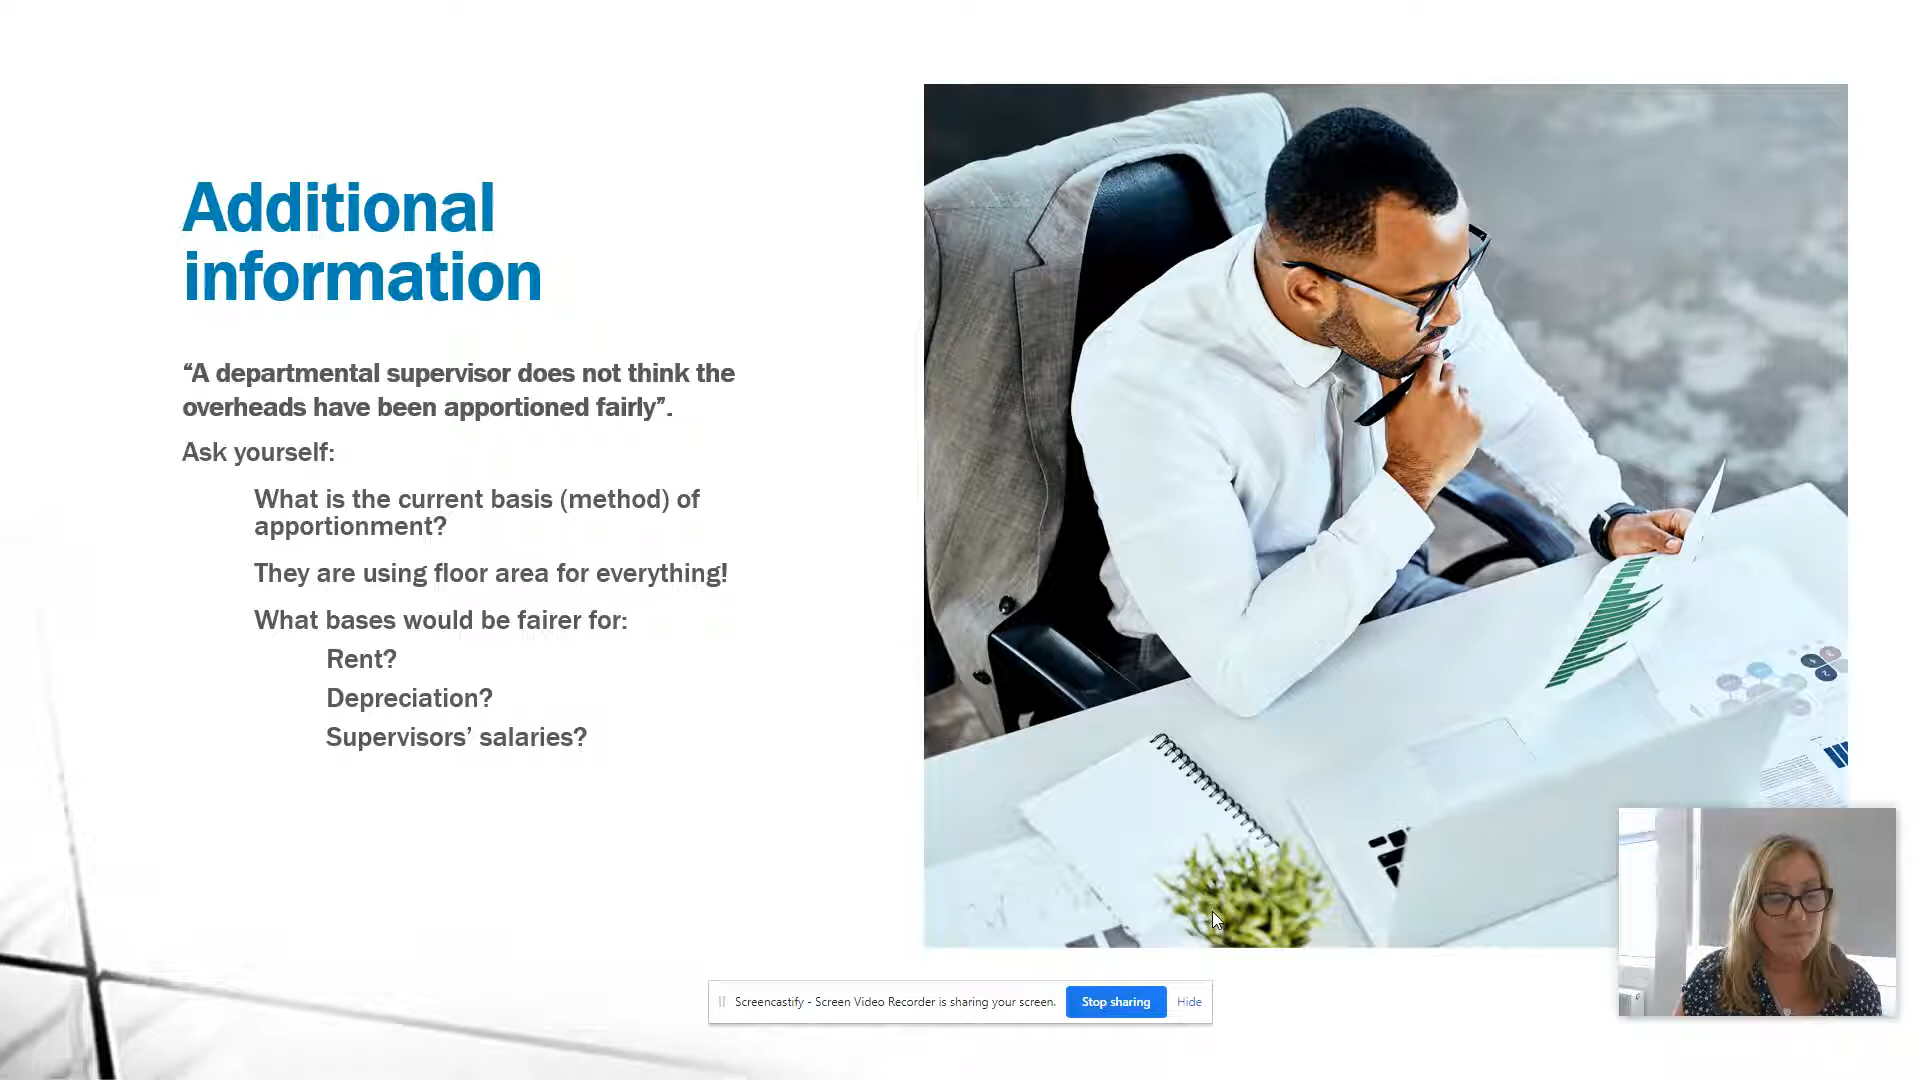 Additional
information
“A departmental supervisor does not think the
overheads have been apportioned fairly”.
Ask yourself:
What is the current basis (method) of
apportionment?
They are using floor area for everything!
What bases would be fairer for:
Rent?
Depreciation?
Supervisors’ salaries?
Screencastify - Screen Video Recorder is sharing your screen. Stop sharing Hide